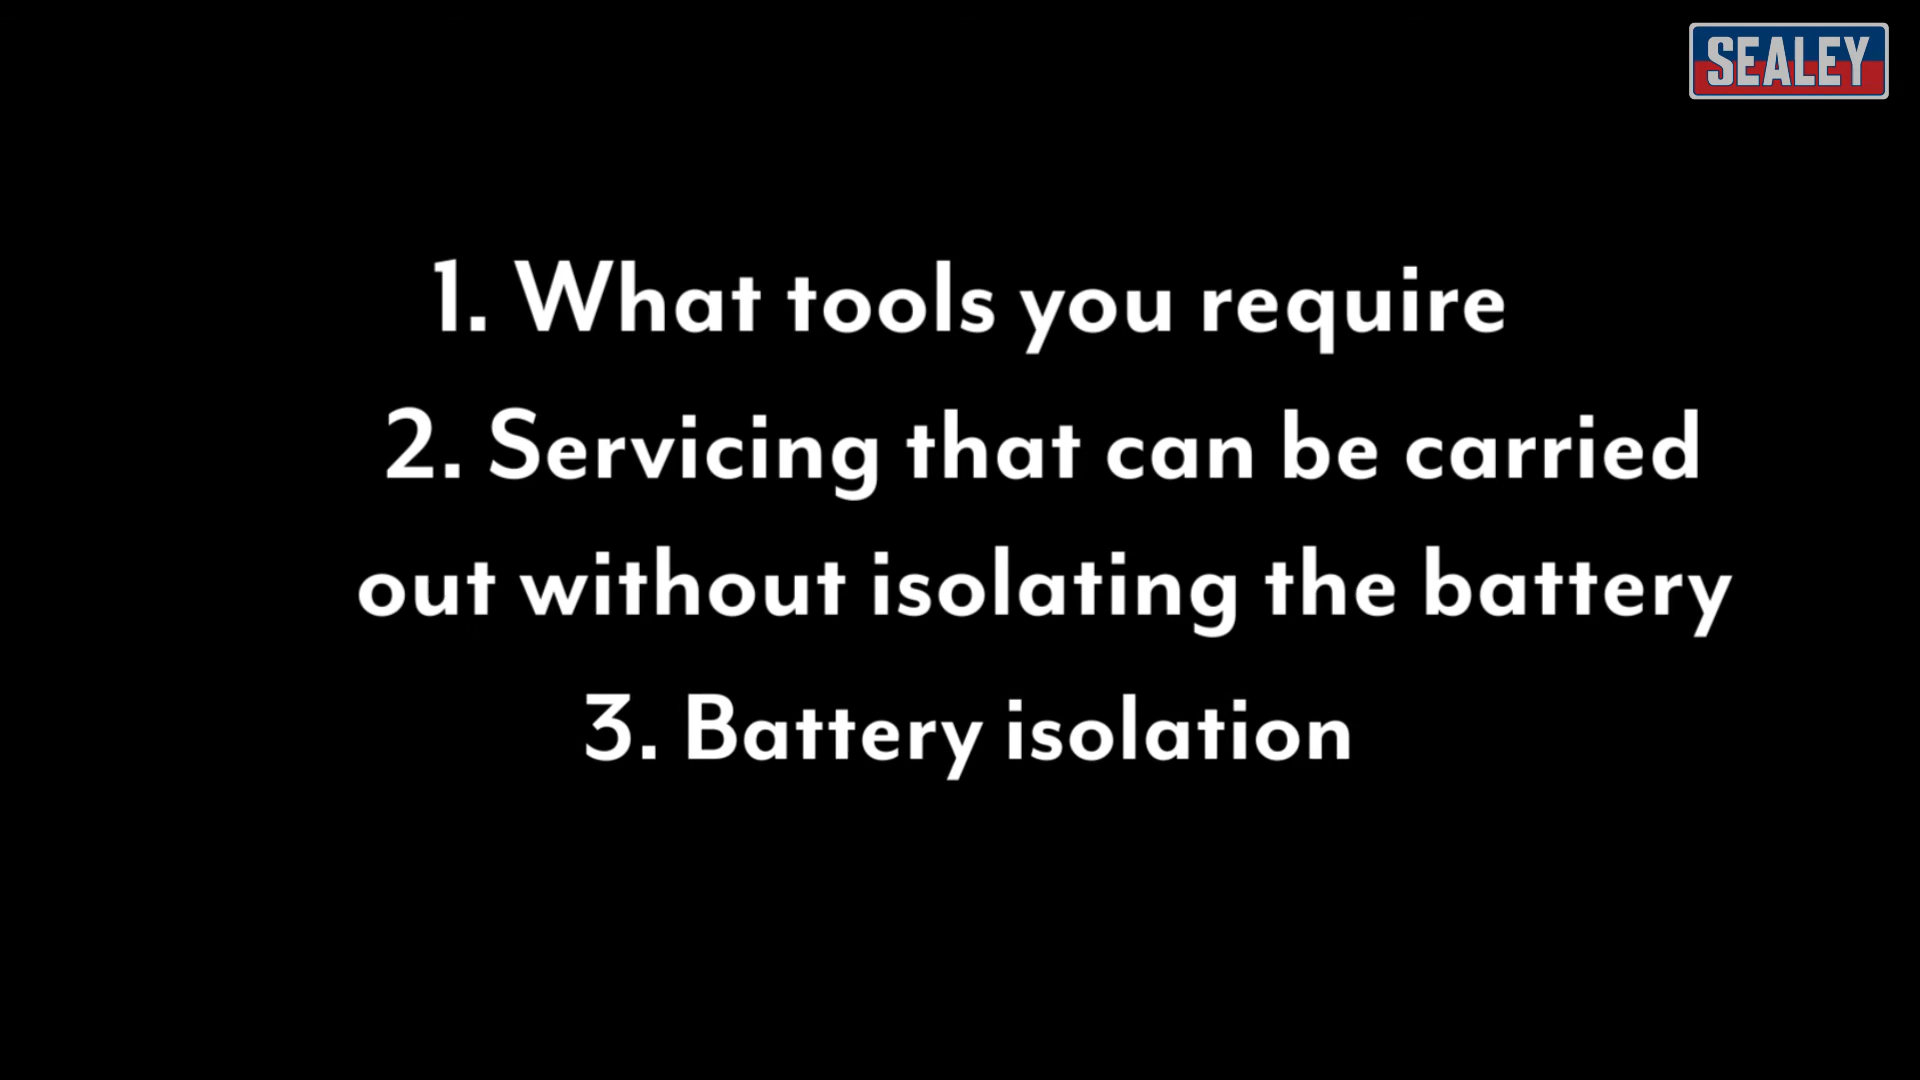 SEALEY
1. What tools you require
2. Servicing that can be carried
out without isolating the battery
3. Battery isolation